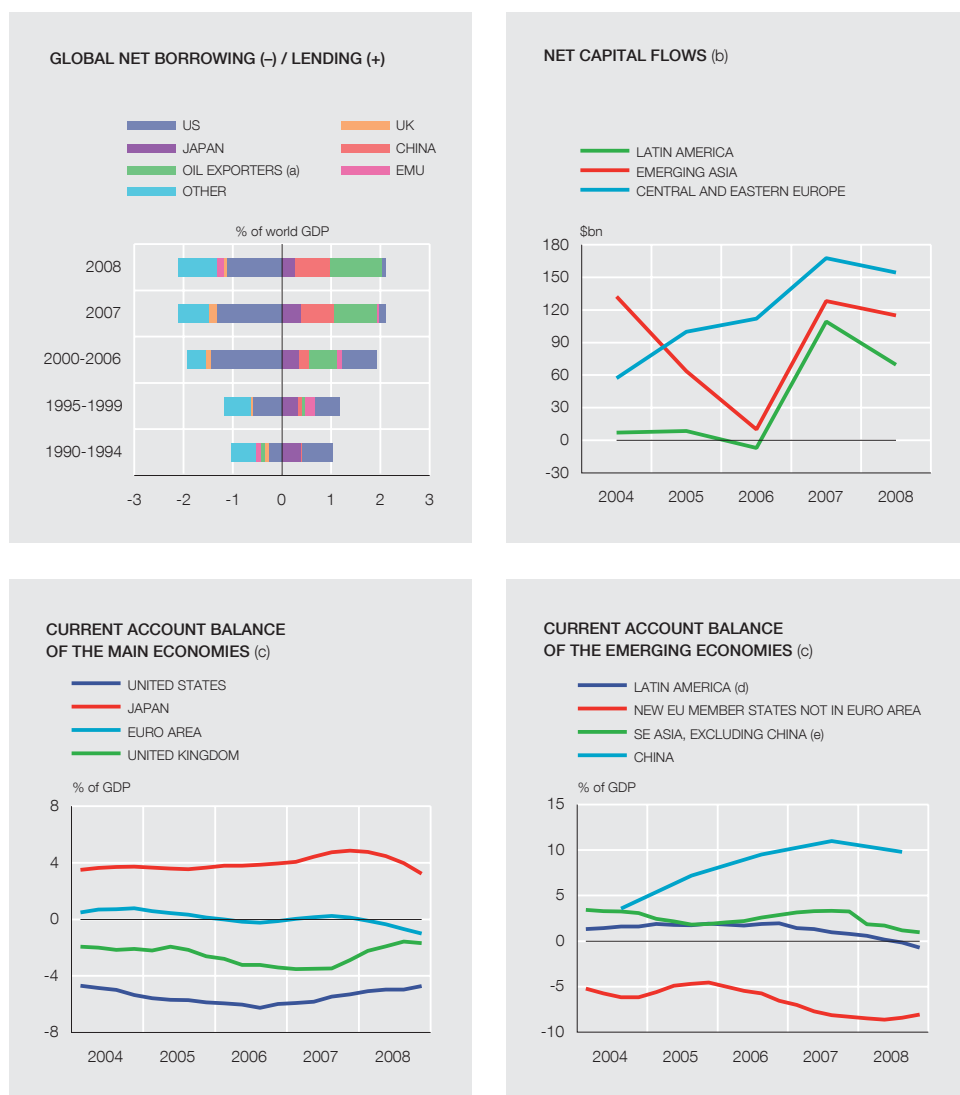 GLOBAL NET BORROWING (–) / LENDING (+)
US
UK
JAPAN
CHINA
OIL EXPORTERS (a)
EMU
OTHER
% of world GDP
2008
2007
2000-2006
1995-1999
1990-1994
-3 -2 -1 0 1 2 3
NET CAPITAL FLOWS (b)
LATIN AMERICA
EMERGING ASIA
CENTRAL AND EASTERN EUROPE
$bn
180
150
120
90
60
30
0
-30
2004 2005 2006 2007 2008
CURRENT ACCOUNT BALANCE
OF THE MAIN ECONOMIES (c)
UNITED STATES
JAPAN
EURO AREA
UNITED KINGDOM
% of GDP
8
4
0
-4
-8
2004 2005 2006 2007 2008
CURRENT ACCOUNT BALANCE
OF THE EMERGING ECONOMIES (c)
LATIN AMERICA (d)
NEW EU MEMBER STATES NOT IN EURO AREA
SE ASIA, EXCLUDING CHINA (e)
CHINA
% of GDP
15
10
5
0
-5
-10
2004 2005 2006 2007 2008